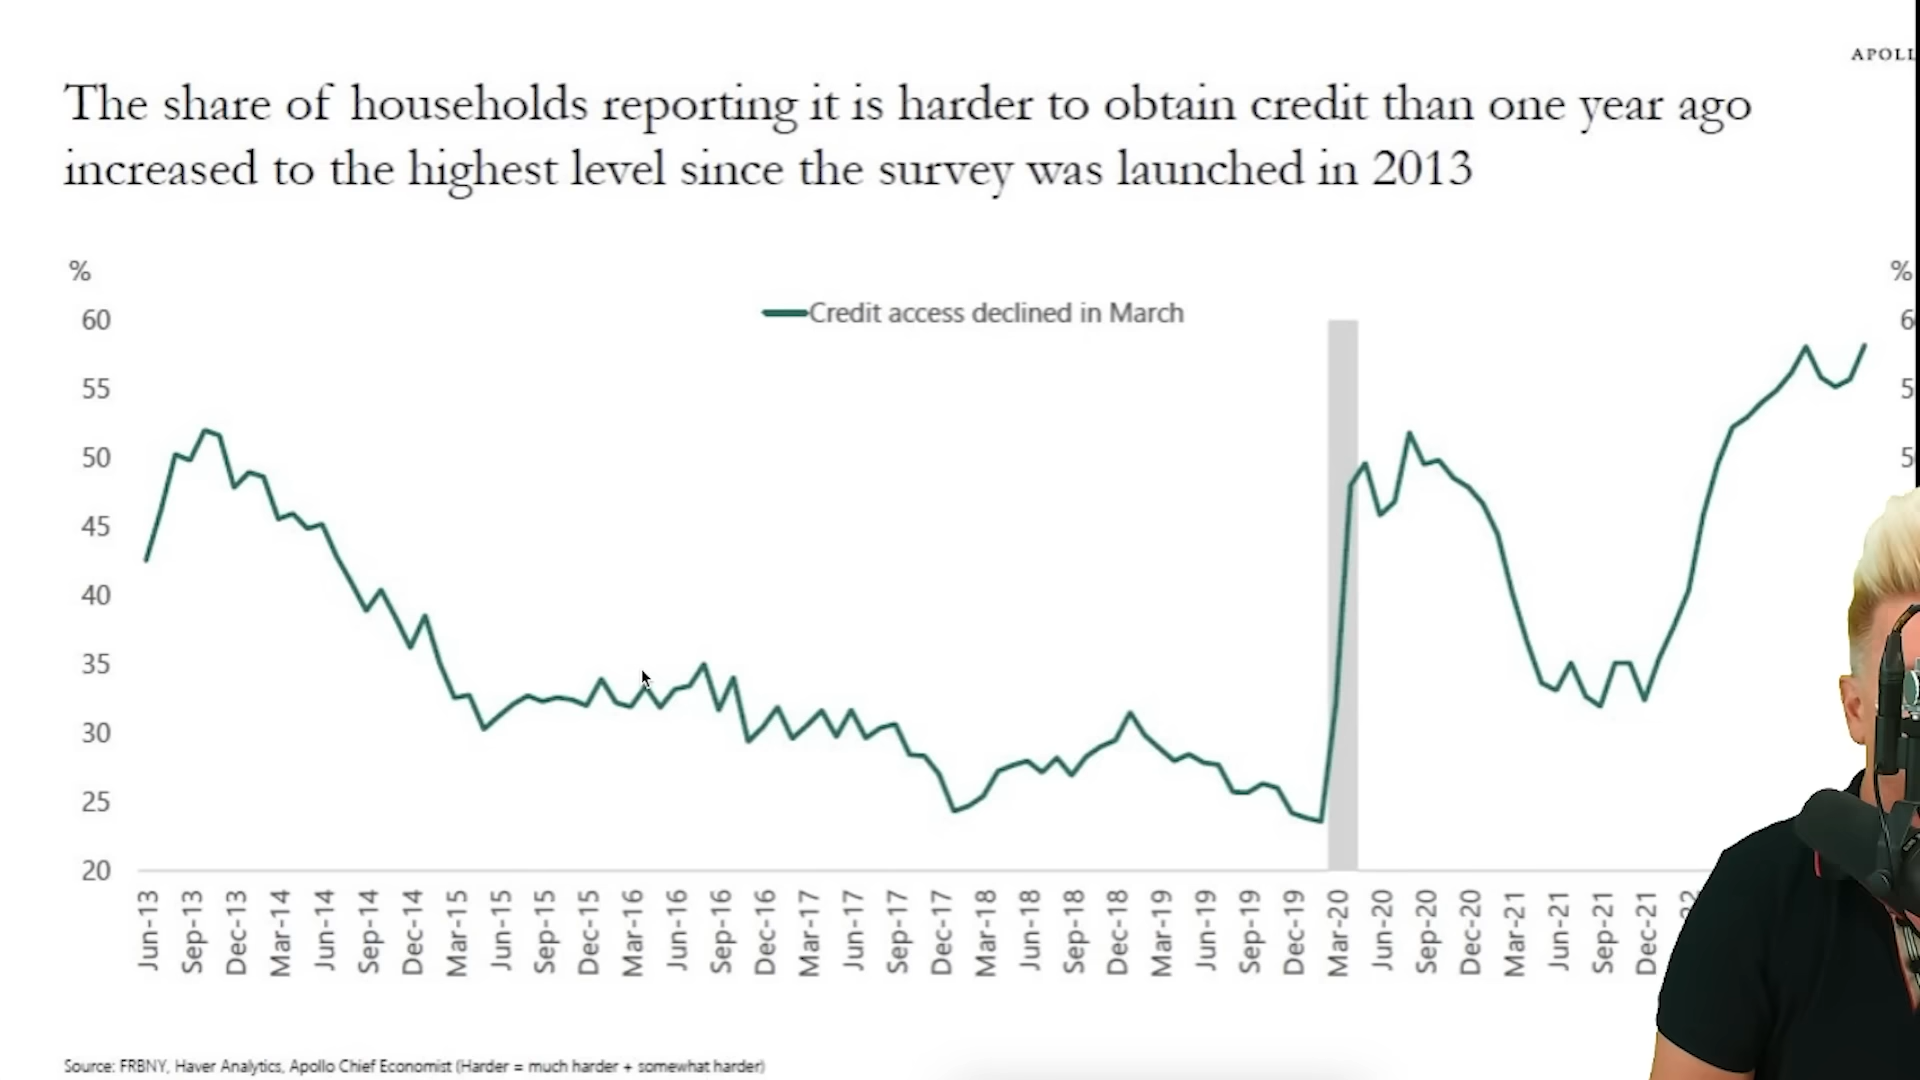 APOLL
The share of households reporting it is harder to obtain credit than one year ago
increased to the highest level since the survey was launched in 2013
% %
Credit access declined in March
60 6
55 5
50 5
45
40
35
30
25
20
Jun-13 Sep-13 Dec-13 Mar-14 Jun-14 Sep-14 Dec-14 Mar-15 Jun-15 Sep-15 Dec-15 Mar-16 Jun-16 Sep-16 Dec-16 Mar-17 Jun-17 Sep-17 Dec-17 Mar-18 Jun-18 Sep-18 Dec-18 Mar-19 Jun-19 Sep-19 Dec-19 Mar-20 Jun-20 Sep-20 Dec-20 Mar-21 Jun-21 Sep-21 Dec-21
Source: FRBNY, Haver Analytics, Apollo Chief Economist (Harder = much harder + somewhat harder)